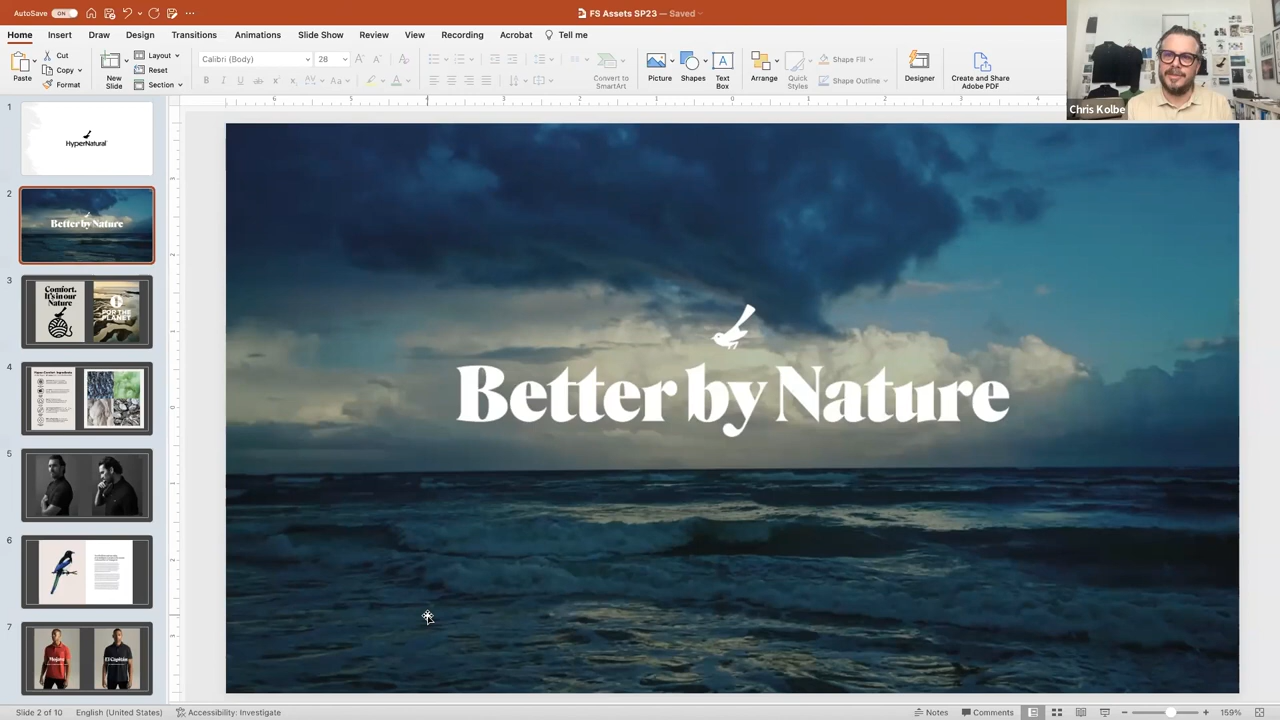 AutoSave ON
FS Assets SP23 — Saved
Home Insert Draw Design Transitions Animations Slide Show Review View Recording Acrobat Tell me
Paste
Cut
Copy
Format
New
Slide
Layout
Reset
Section
Calibri (Body) 28
Convert to
SmartArt
Picture
Shapes
Text
Box
Arrange
Quick
Styles
Shape Fill
Shape Outline
Designer
Create and Share
Adobe PDF
Chris Kolbe
1
HyperNatural
2
Better by Nature
3
Comfort.
It's in our
Nature
FOR THE
PLANET
4
5
6
7
Mojave
El Capitan
Better by Nature
Slide 2 of 10 English (United States) Accessibility: Investigate Notes Comments 159%